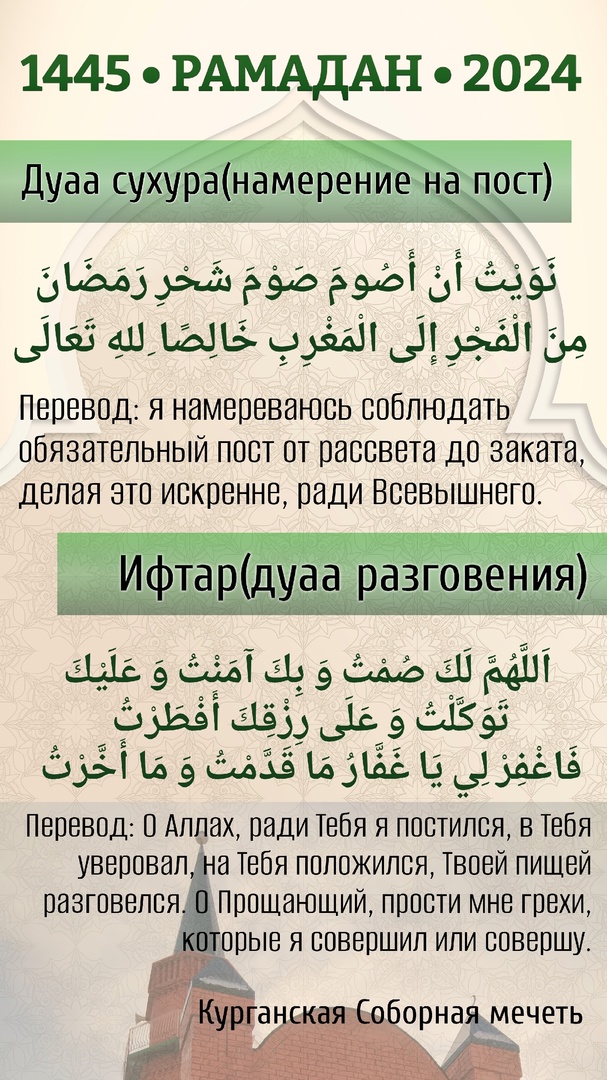 1445 • РАМАДАН • 2024
Дуаа сухура(намерение на пост)
نَوَيْتُ أَنْ أَصُومَ صَوْمَ شَحْرِ رَمَضَانَ
مِنَ الْفَجْرِ إِلَى الْمَغْرِبِ خَالِصًا ِللهِ تَعَالَى
Перевод: я намереваюсь соблюдать
обязательный пост от рассвета до заката,
делая это искренне, ради Всевышнего.
Ифтар(дуаа разговения)
اَللَّهُمَّ لَكَ صُمْتُ وَ بِكَ آمَنْتُ وَ عَلَيْكَ
تَوَكَّلْتُ وَ عَلَى رِزْقِكَ أَفْطَرْتُ
فَاغْفِرْ لِي يَا غَفَّارُ مَا قَدَّمْتُ وَ مَا أَخَّرْتُ
Перевод: О Аллах, ради Тебя я постился, в Тебя
уверовал, на Тебя положился, Твоей пищей
разговелся. О Прощающий, прости мне грехи,
которые я совершил или совершу.
Курганская Соборная мечеть